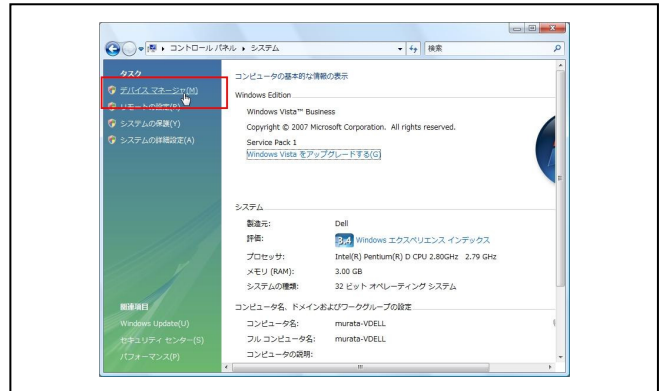 コントロール パネル ▸ システム
検索
タスク
デバイス マネージャ(M)
リモートの設定(R)
システムの保護(Y)
システムの詳細設定(A)
コンピュータの基本的な情報の表示
Windows Edition
Windows Vista™ Business
Copyright © 2007 Microsoft Corporation. All rights reserved.
Service Pack 1
Windows Vista をアップグレードする(G)
システム
製造元: Dell
評価: 3.4 Windows エクスペリエンス インデックス
プロセッサ: Intel(R) Pentium(R) D CPU 2.80GHz 2.79 GHz
メモリ (RAM): 3.00 GB
システムの種類: 32 ビット オペレーティング システム
コンピュータ名、ドメインおよびワークグループの設定
コンピュータ名: murata-VDELL
フル コンピュータ名: murata-VDELL
コンピュータの説明:
関連項目
Windows Update(U)
セキュリティ センター(S)
パフォーマンス(P)